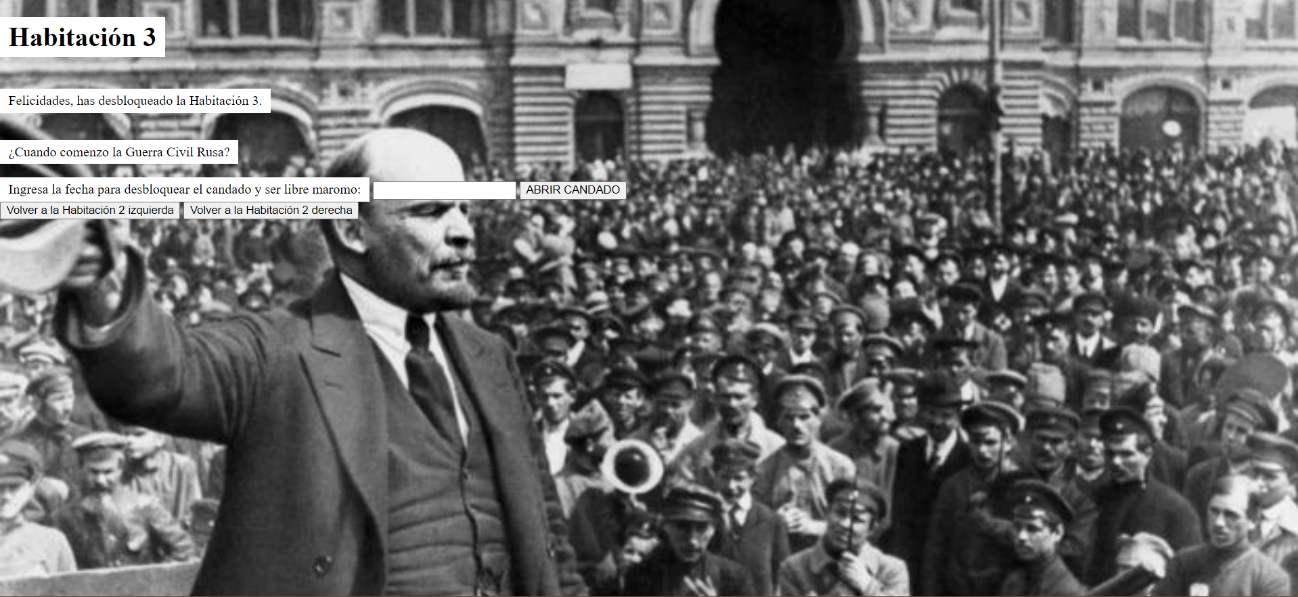 Habitación 3
Felicidades, has desbloqueado la Habitación 3.
¿Cuando comenzo la Guerra Civil Rusa?
Ingresa la fecha para desbloquear el candado y ser libre maromo: ABRIR CANDADO
Volver a la Habitación 2 izquierda Volver a la Habitación 2 derecha